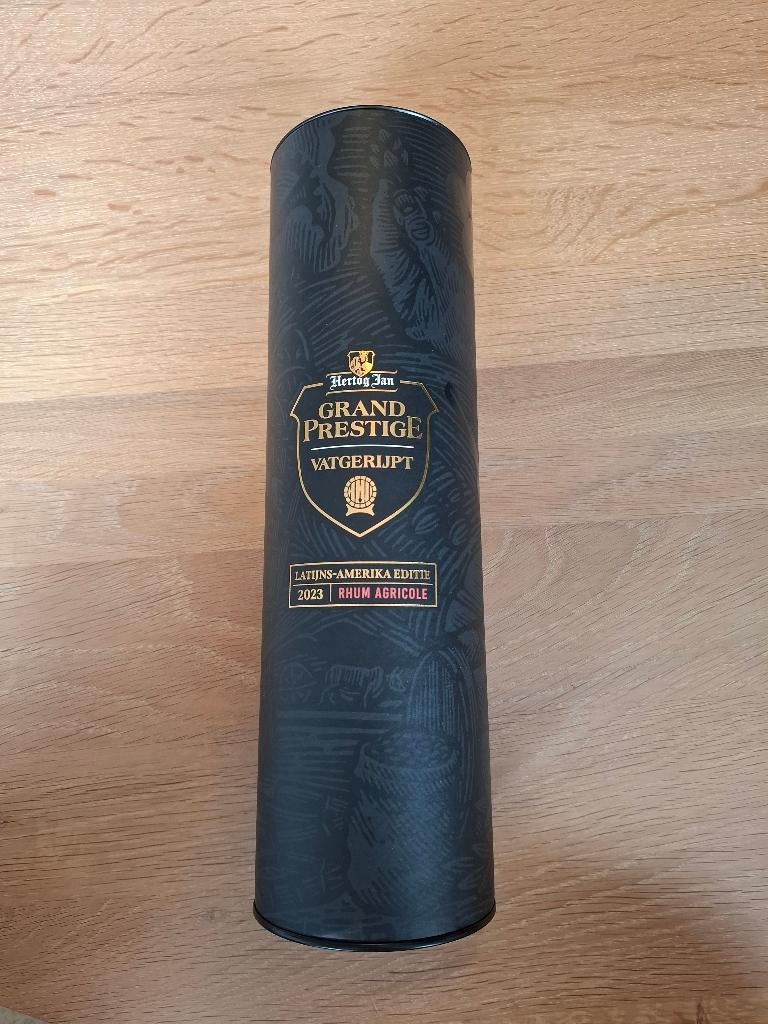 Hertog Jan
GRAND
PRESTIGE
VATGERIJPT
LATIJNS-AMERIKA EDITIE
2023 RHUM AGRICOLE